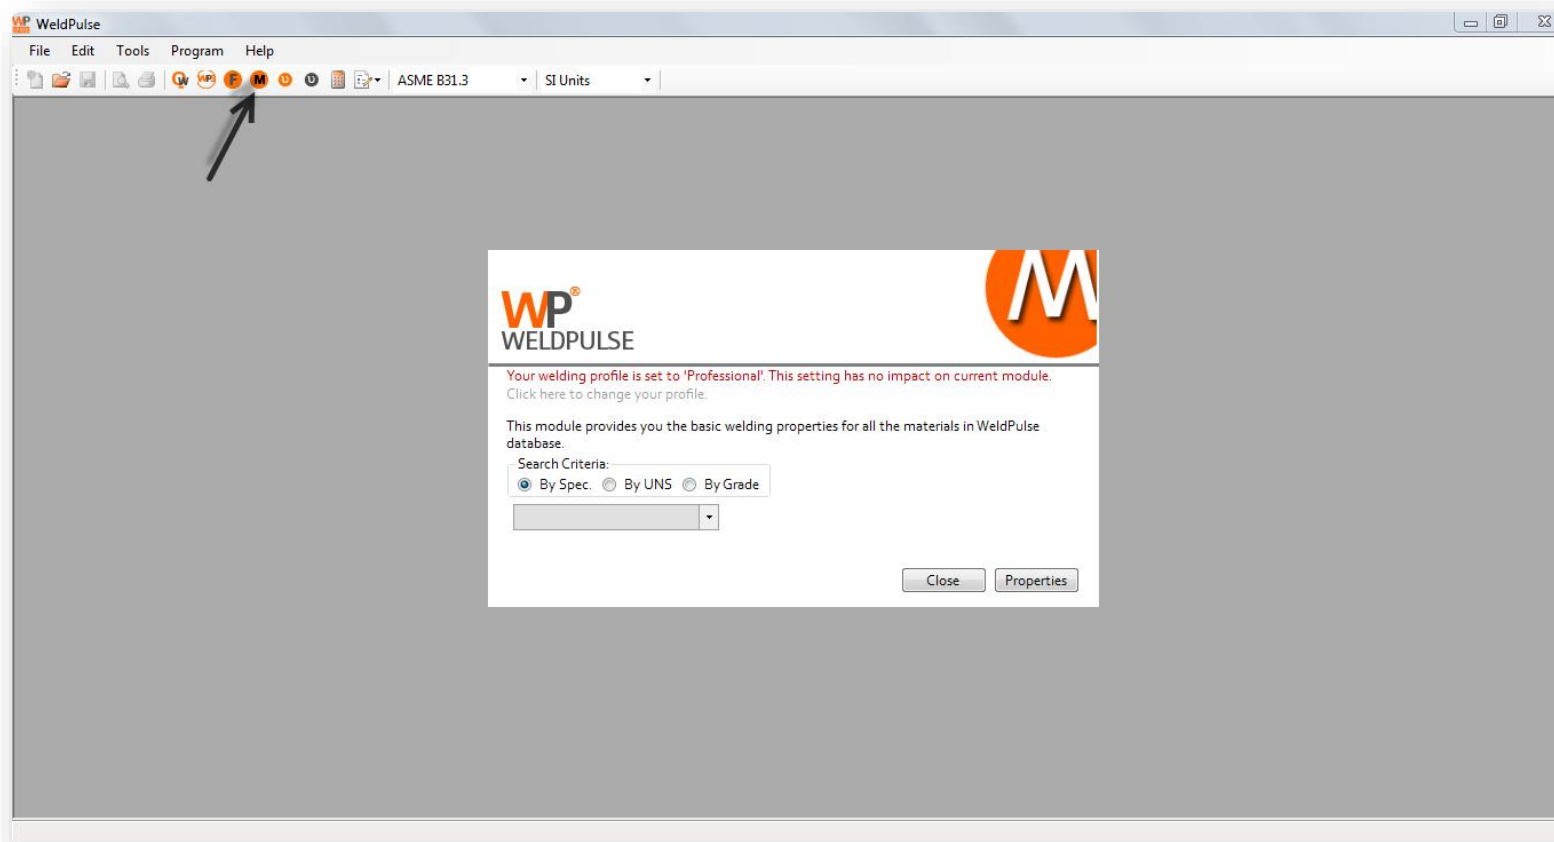 WP WeldPulse
File Edit Tools Program Help
QW WPS F M U U ASME B31.3 SI Units
M
WP®
WELDPULSE
Your welding profile is set to 'Professional'. This setting has no impact on current module.
Click here to change your profile.
This module provides you the basic welding properties for all the materials in WeldPulse
database.
Search Criteria:
By Spec. By UNS By Grade
Close Properties